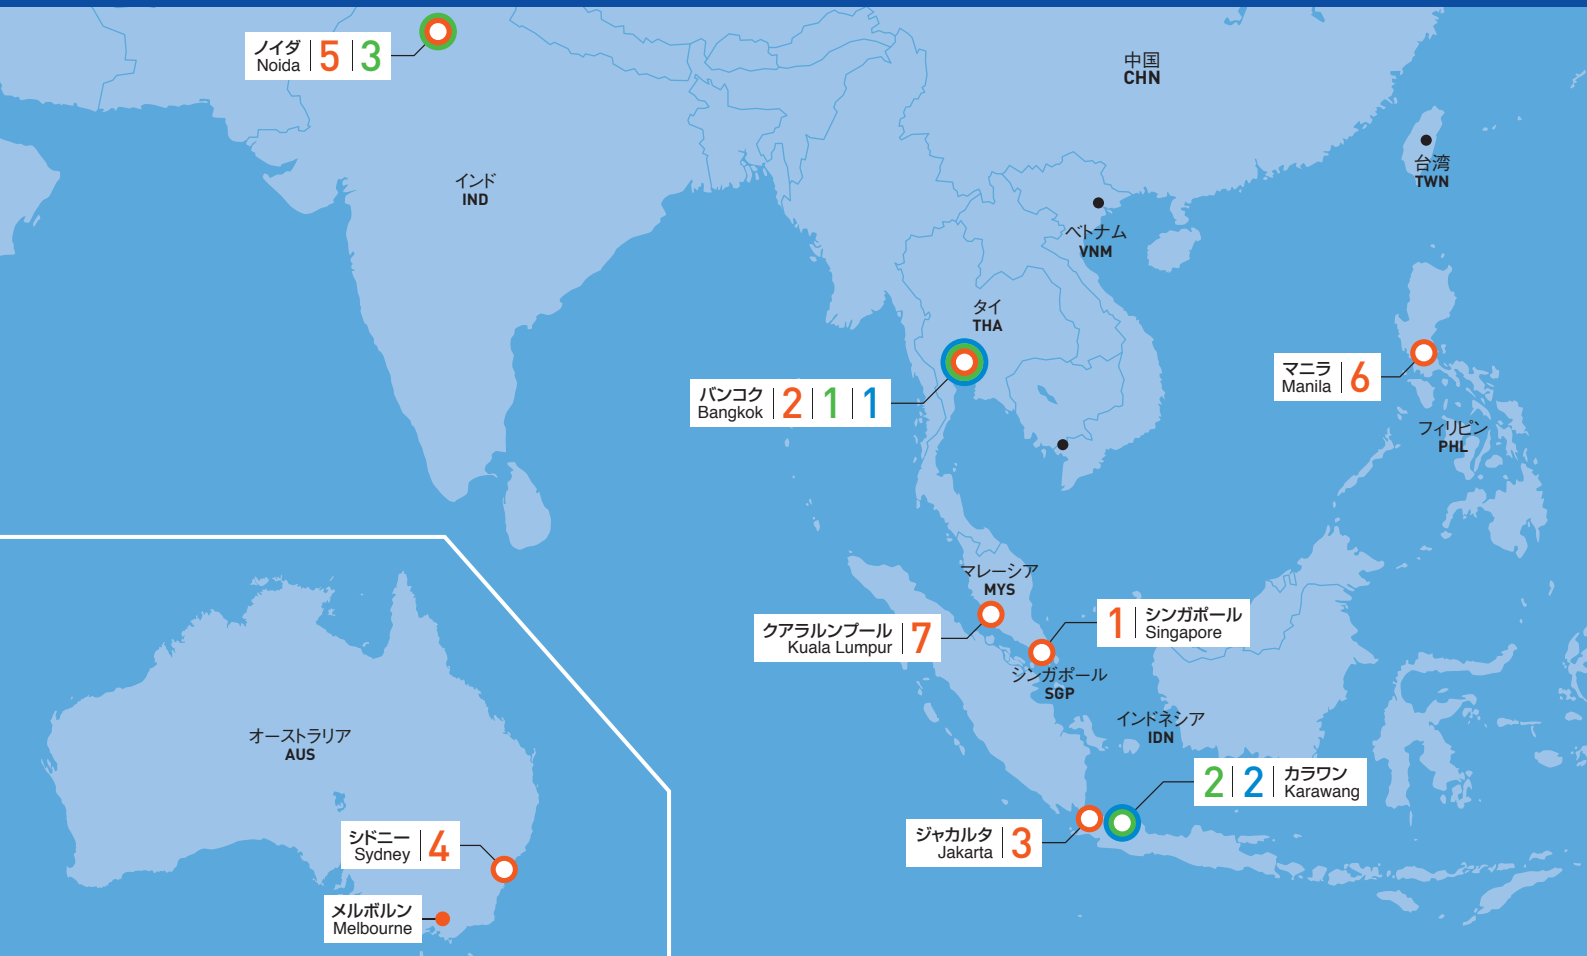 ノイダ
Noida
5
3
中国
CHN
台湾
TWN
インド
IND
ベトナム
VNM
タイ
THA
バンコク
Bangkok
2
1
1
マニラ
Manila
6
フィリピン
PHL
マレーシア
MYS
クアラルンプール
Kuala Lumpur
7
1
シンガポール
Singapore
シンガポール
SGP
インドネシア
IDN
オーストラリア
AUS
2
2
カラワン
Karawang
ジャカルタ
Jakarta
3
シドニー
Sydney
4
メルボルン
Melbourne